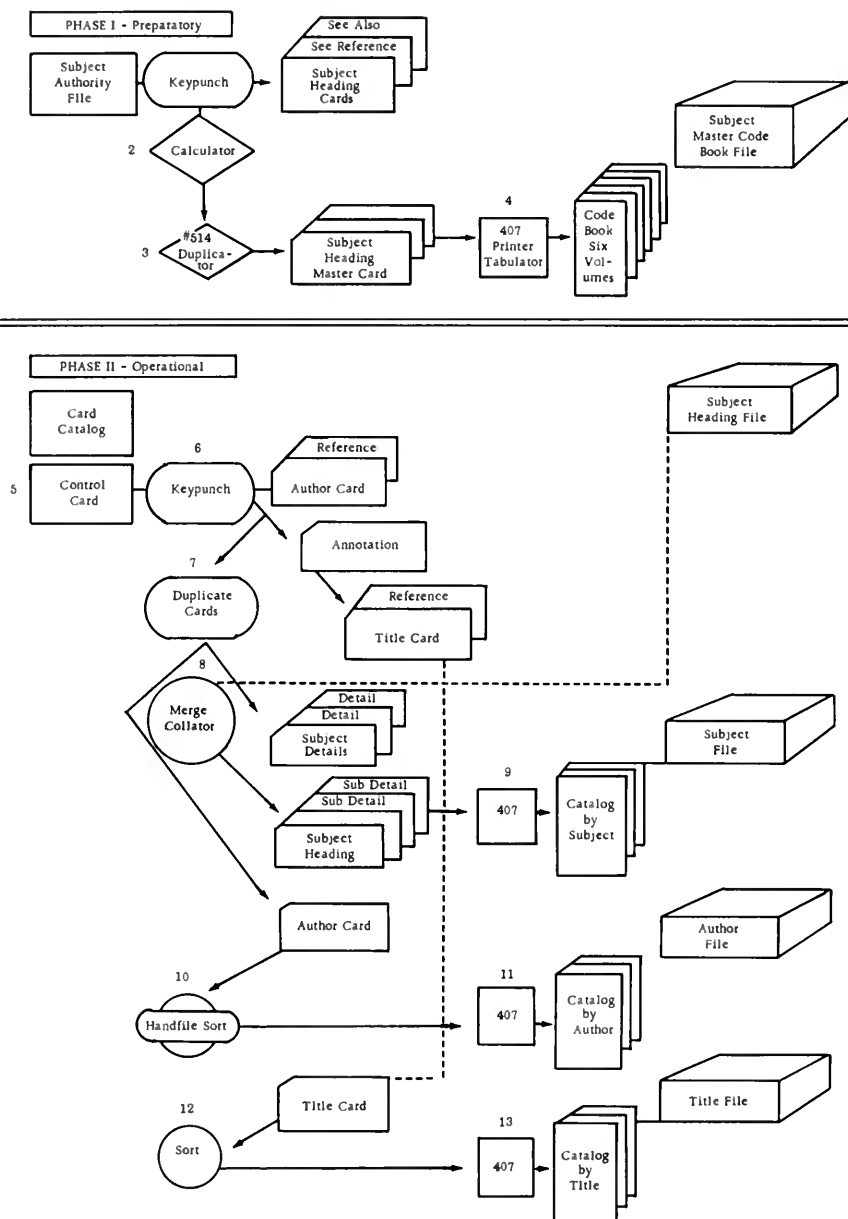 PHASE I - Preparatory
See Also
See Reference
Subject
Heading
Cards
Subject
Authority
File
Keypunch
Subject
Master Code
Book File
2
Calculator
3
#514
Duplica-
tor
Subject
Heading
Master Card
4
407
Printer
Tabulator
Code
Book
Six
Vol-
umes
PHASE II - Operational
Card
Catalog
Subject
Heading File
5
Control
Card
6
Keypunch
Reference
Author Card
Annotation
7
Duplicate
Cards
Reference
Title Card
8
Merge
Collator
Detail
Detail
Subject
Details
Subject
File
Sub Detail
Sub Detail
Subject
Heading
9
407
Catalog
by
Subject
Author Card
Author
File
10
Handfile Sort
11
407
Catalog
by
Author
Title Card
Title File
12
Sort
13
407
Catalog
by
Title